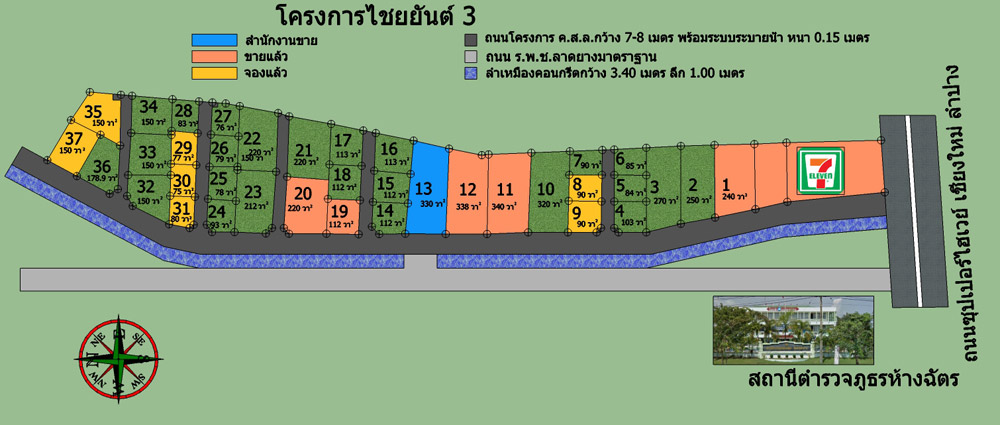 โครงการไชยยันต์ 3
สำนักงานขาย
ขายแล้ว
จองแล้ว
ถนนโครงการ ค.ส.ล.กว้าง 7-8 เมตร พร้อมระบบระบายน้ำ หนา 0.15 เมตร
ถนน ร.พ.ช.ลาดยางมาตราฐาน
ลำเหมืองคอนกรีตกว้าง 3.40 เมตร ลึก 1.00 เมตร
35
150 วา²
37
150 วา²
36
178.9 วา²
34
150 วา²
33
150 วา²
32
150 วา²
28
83 วา²
29
77 วา²
30
75 วา²
31
80 วา²
27
76 วา²
26
79 วา²
25
78 วา²
24
93 วา²
22
220 วา²
150 วา²
23
212 วา²
21
220 วา²
20
220 วา²
17
113 วา²
18
112 วา²
19
112 วา²
16
113 วา²
15
112 วา²
14
112 วา²
13
330 วา²
12
338 วา²
11
340 วา²
10
320 วา²
7
90 วา²
8
90 วา²
9
90 วา²
6
85 วา²
5
84 วา²
4
103 วา²
3
270 วา²
2
250 วา²
1
240 วา²
7
ELEVEN
ถนนซุปเปอร์ไฮเวย์ เชียงใหม่ ลำปาง
สถานีตำรวจภูธรห้างฉัตร
N
NE
E
SE
S
SW
W
NW